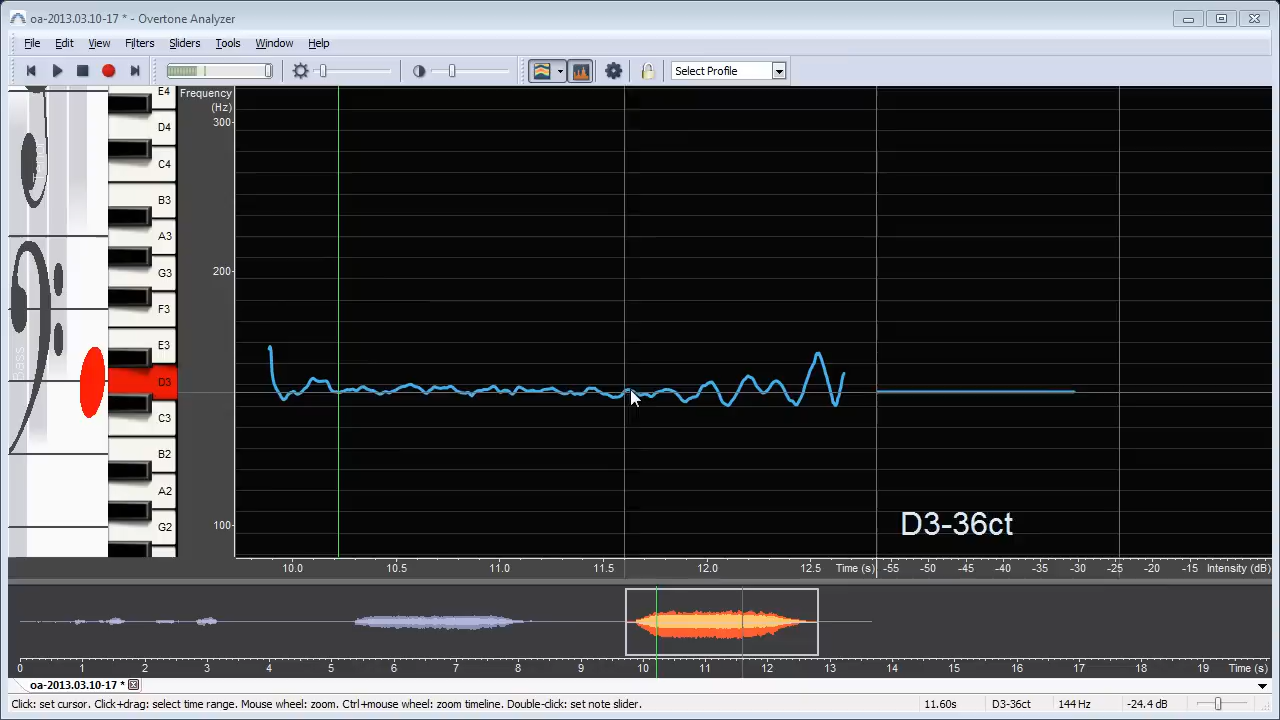 oa-2013.03.10-17 * - Overtone Analyzer
File Edit View Filters Sliders Tools Window Help
Select Profile
Frequency
(Hz)
300
200
100
E4
D4
C4
B3
A3
G3
F3
E3
D3
C3
B2
A2
G2
D3-36ct
10.0 10.5 11.0 11.5 12.0 12.5 Time (s) -55 -50 -45 -40 -35 -30 -25 -20 -15 Intensity (dB)
0 1 2 3 4 5 6 7 8 9 10 11 12 13 14 15 16 17 18 19 Time (s)
oa-2013.03.10-17 *
Click: set cursor. Click+drag: select time range. Mouse wheel: zoom. Ctrl+mouse wheel: zoom timeline. Double-click: set note slider. 11.60s D3-36ct 144 Hz -24.4 dB